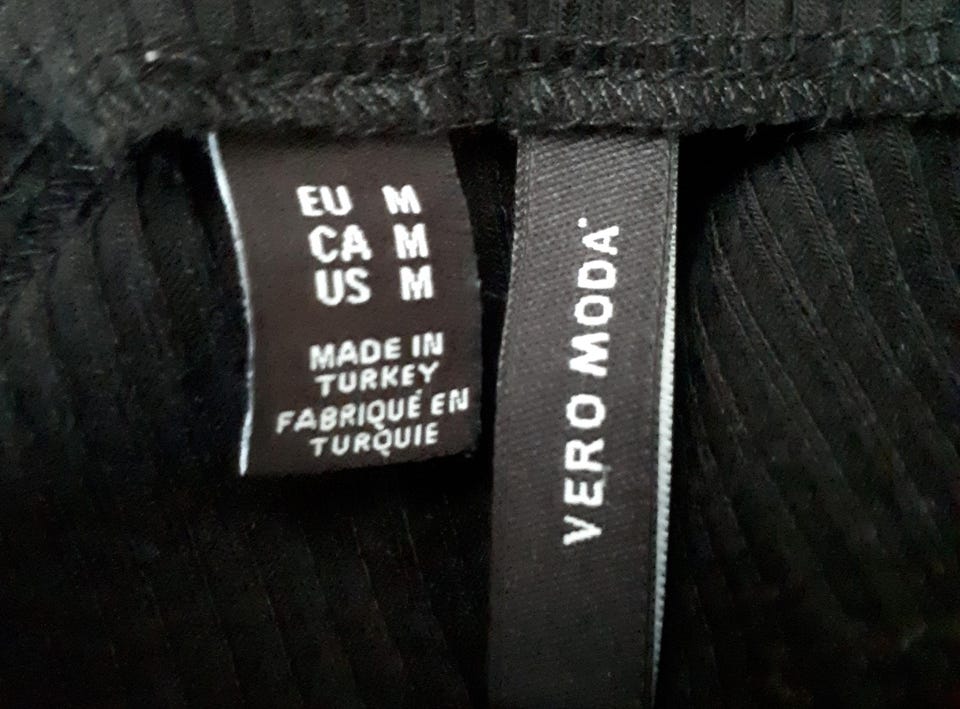 EU M
CA M
US M
MADE IN
TURKEY
FABRIQUÉ EN
TURQUIE
VERO MODA